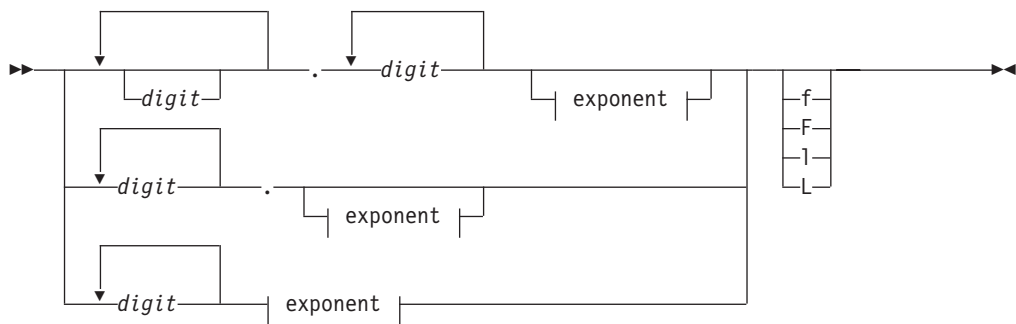 . digit
digit exponent f
F
digit . l
exponent L
digit exponent